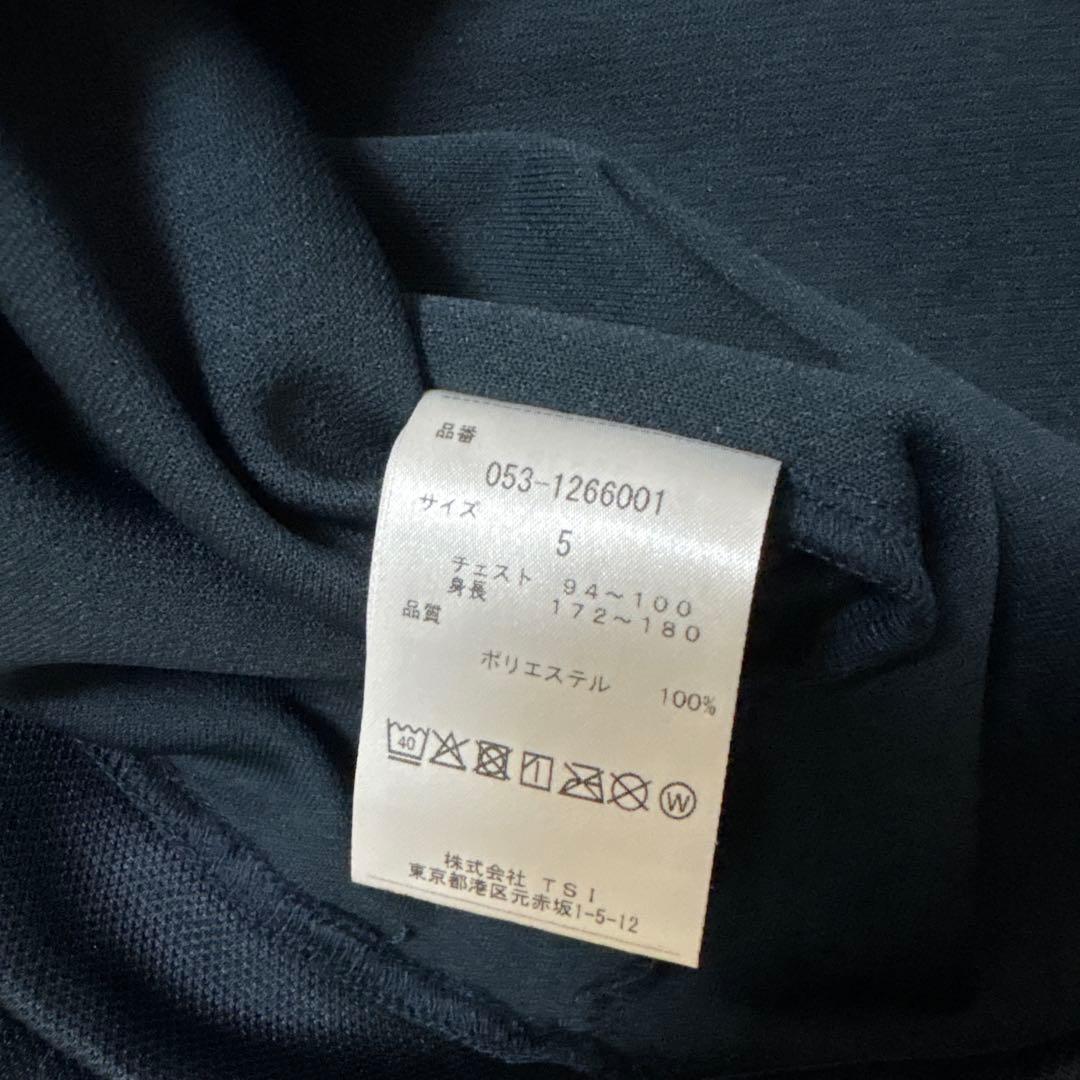 品番
053-1266001
サイズ
5
チェスト 94～100
身長 172～180
品質
ポリエステル 100%
40
W
株式会社 TSI
東京都港区元赤坂1-5-12